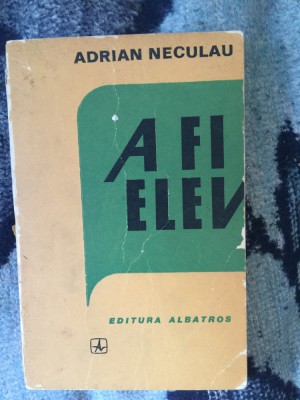 ADRIAN NECULAU
A FI
ELEV
EDITURA ALBATROS